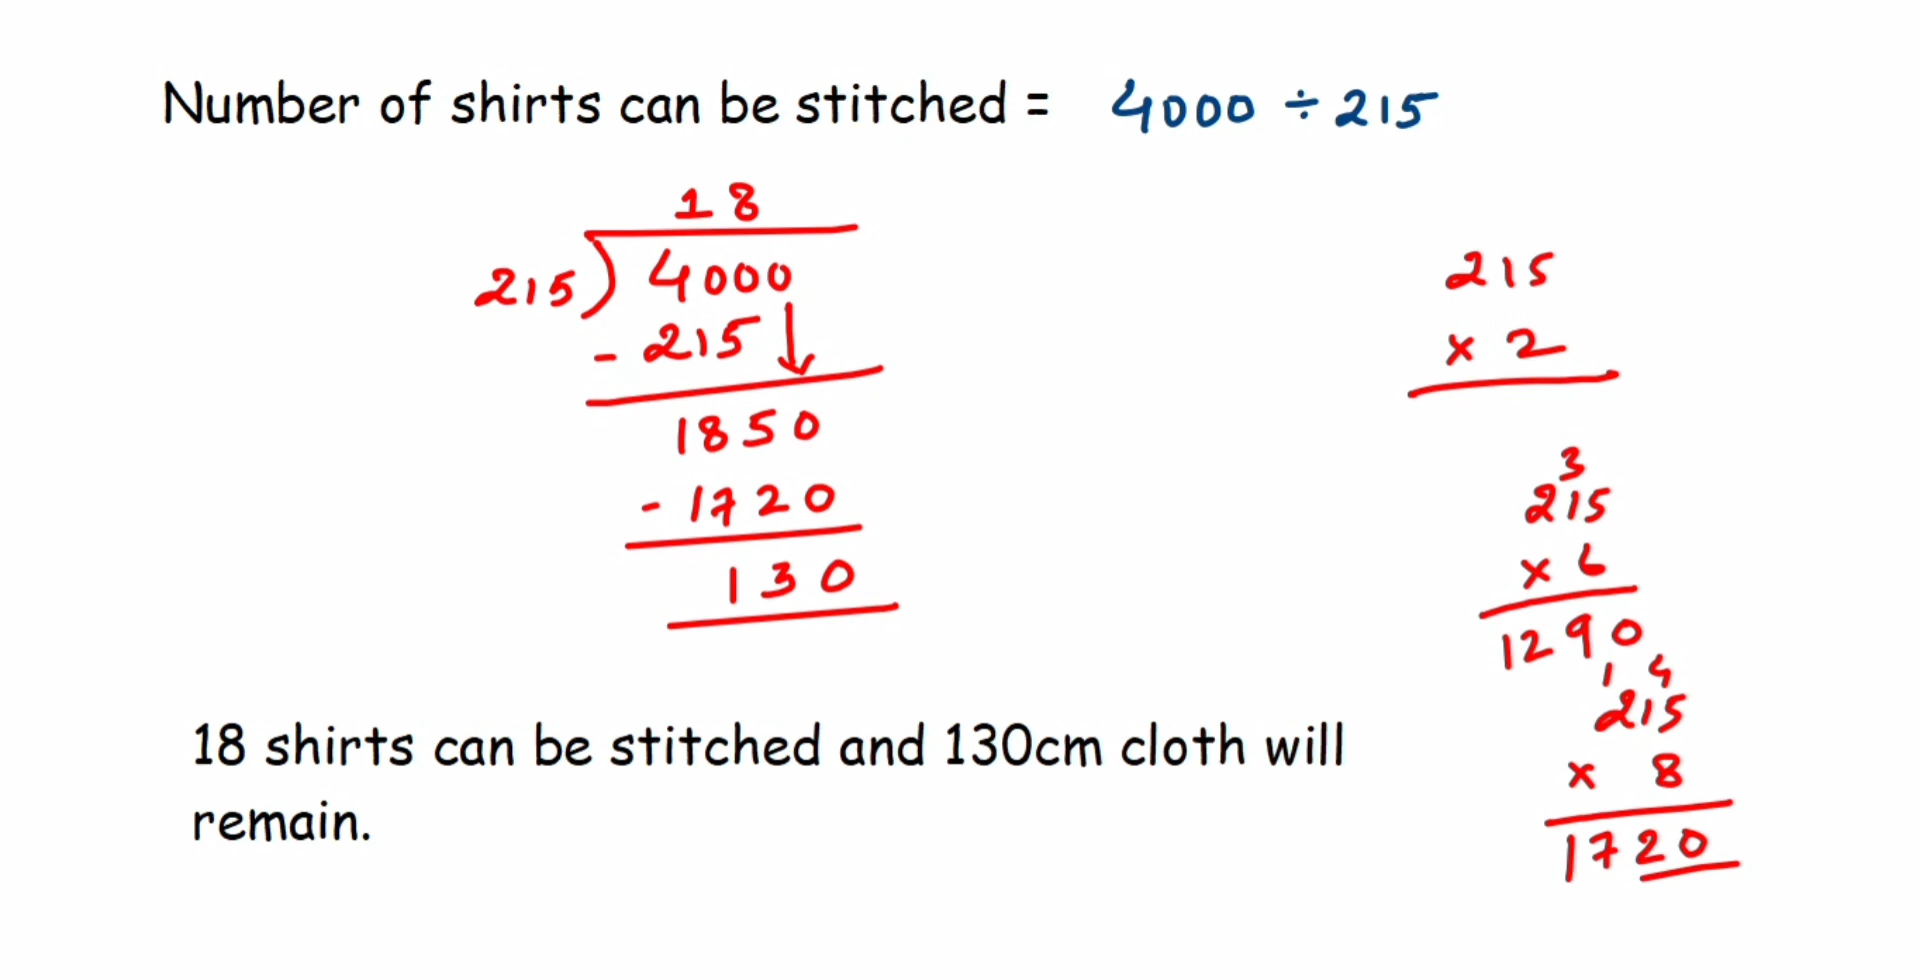 Number of shirts can be stitched = 4000 ÷ 215
18
215 ) 4000
- 215
1850
- 1720
130
215
x 2
3
215
x 6
1290
1 4
215
x 8
1720
18 shirts can be stitched and 130cm cloth will
remain.